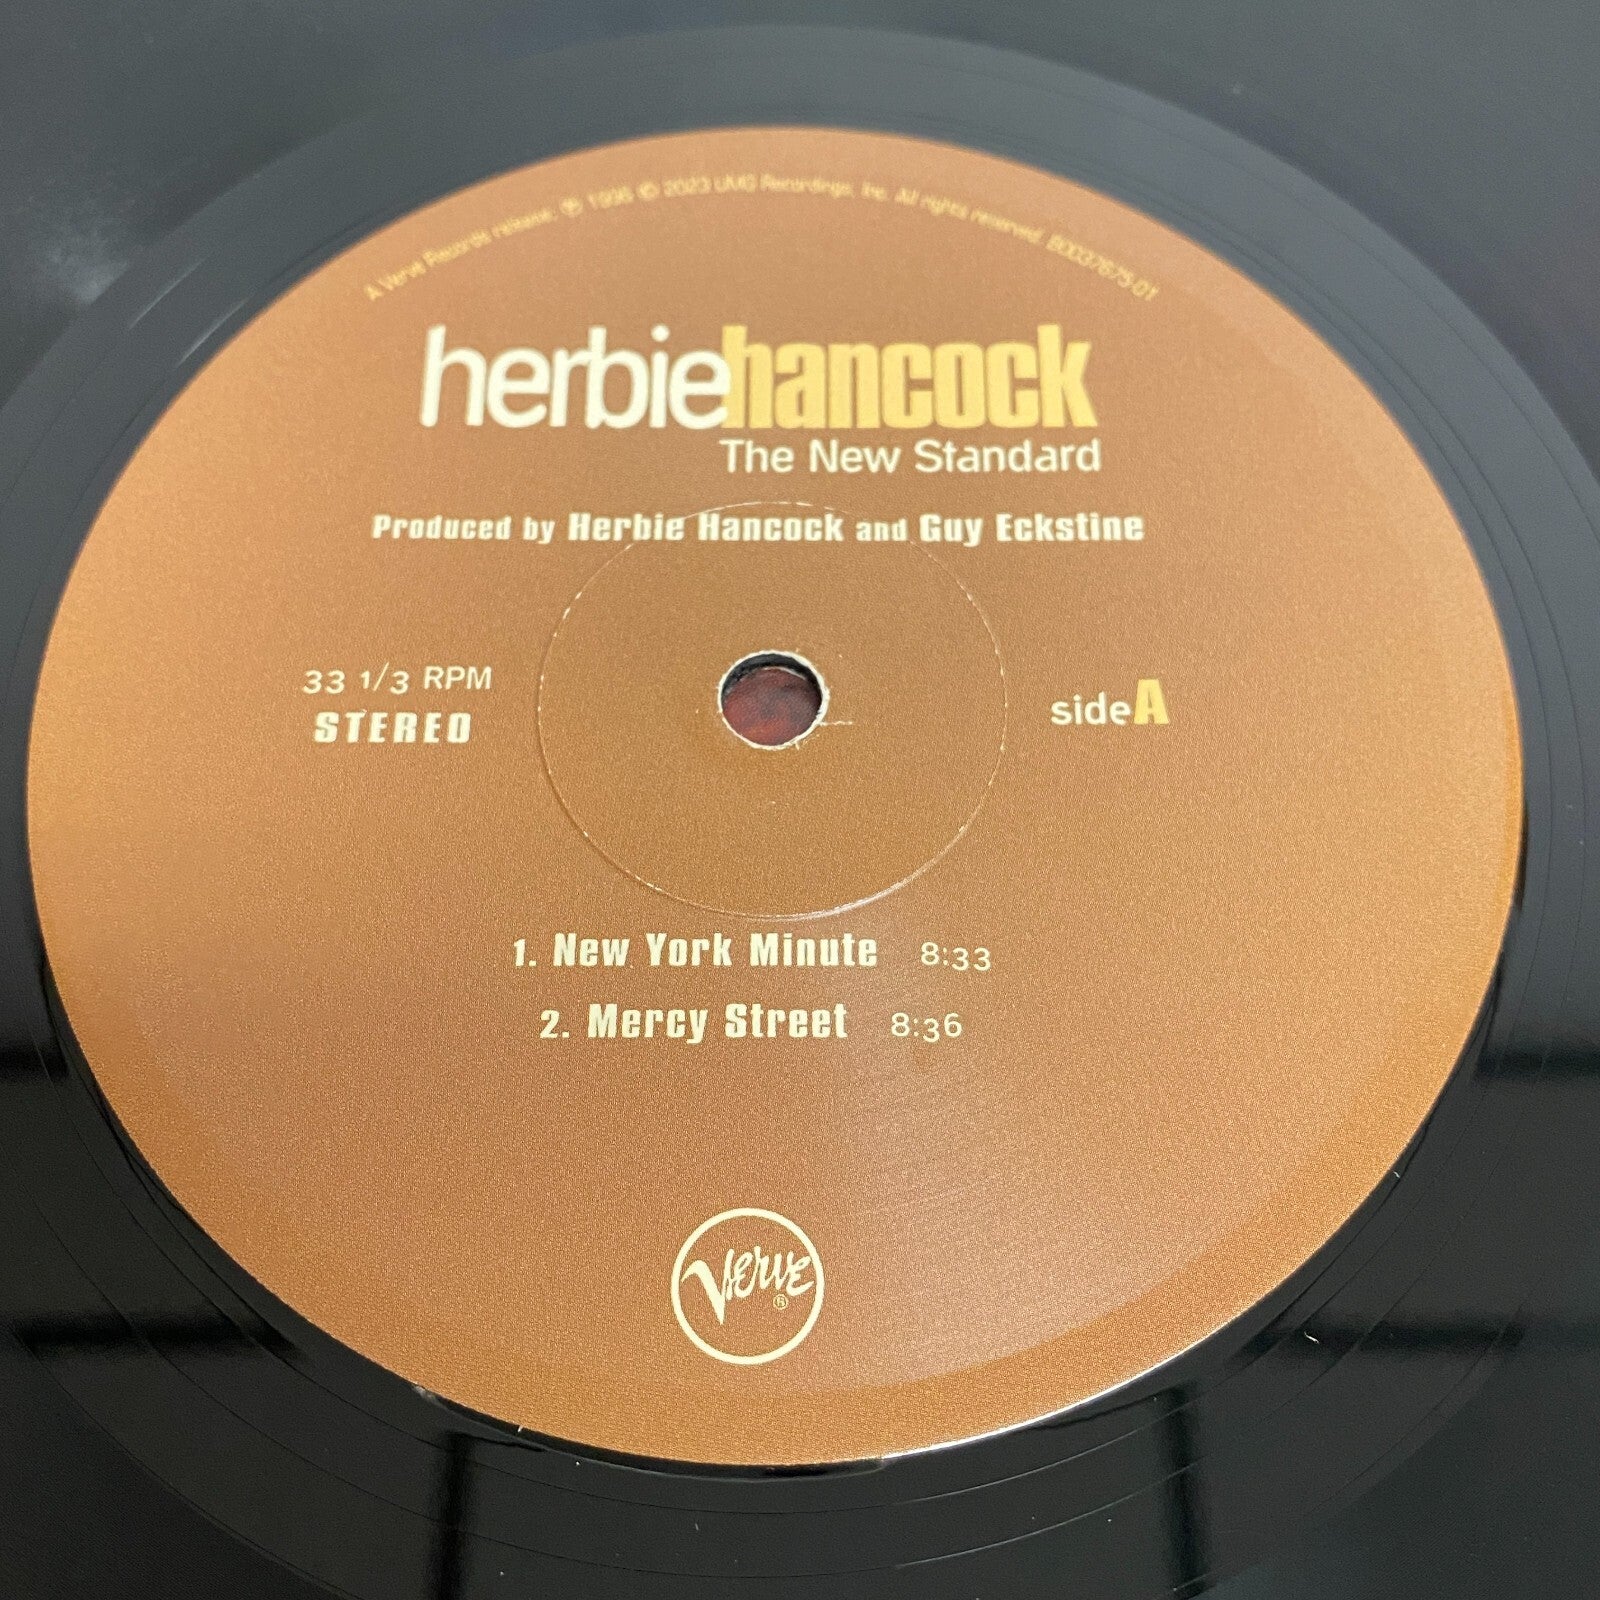 A Verve Records release; ℗ 1996 © 2023 UMG Recordings, Inc. All rights reserved. B0037675-01
herbiehancock
The New Standard
Produced by Herbie Hancock and Guy Eckstine
33 1/3 RPM
STEREO
sideA
1. New York Minute 8:33
2. Mercy Street 8:36
VERVE ®